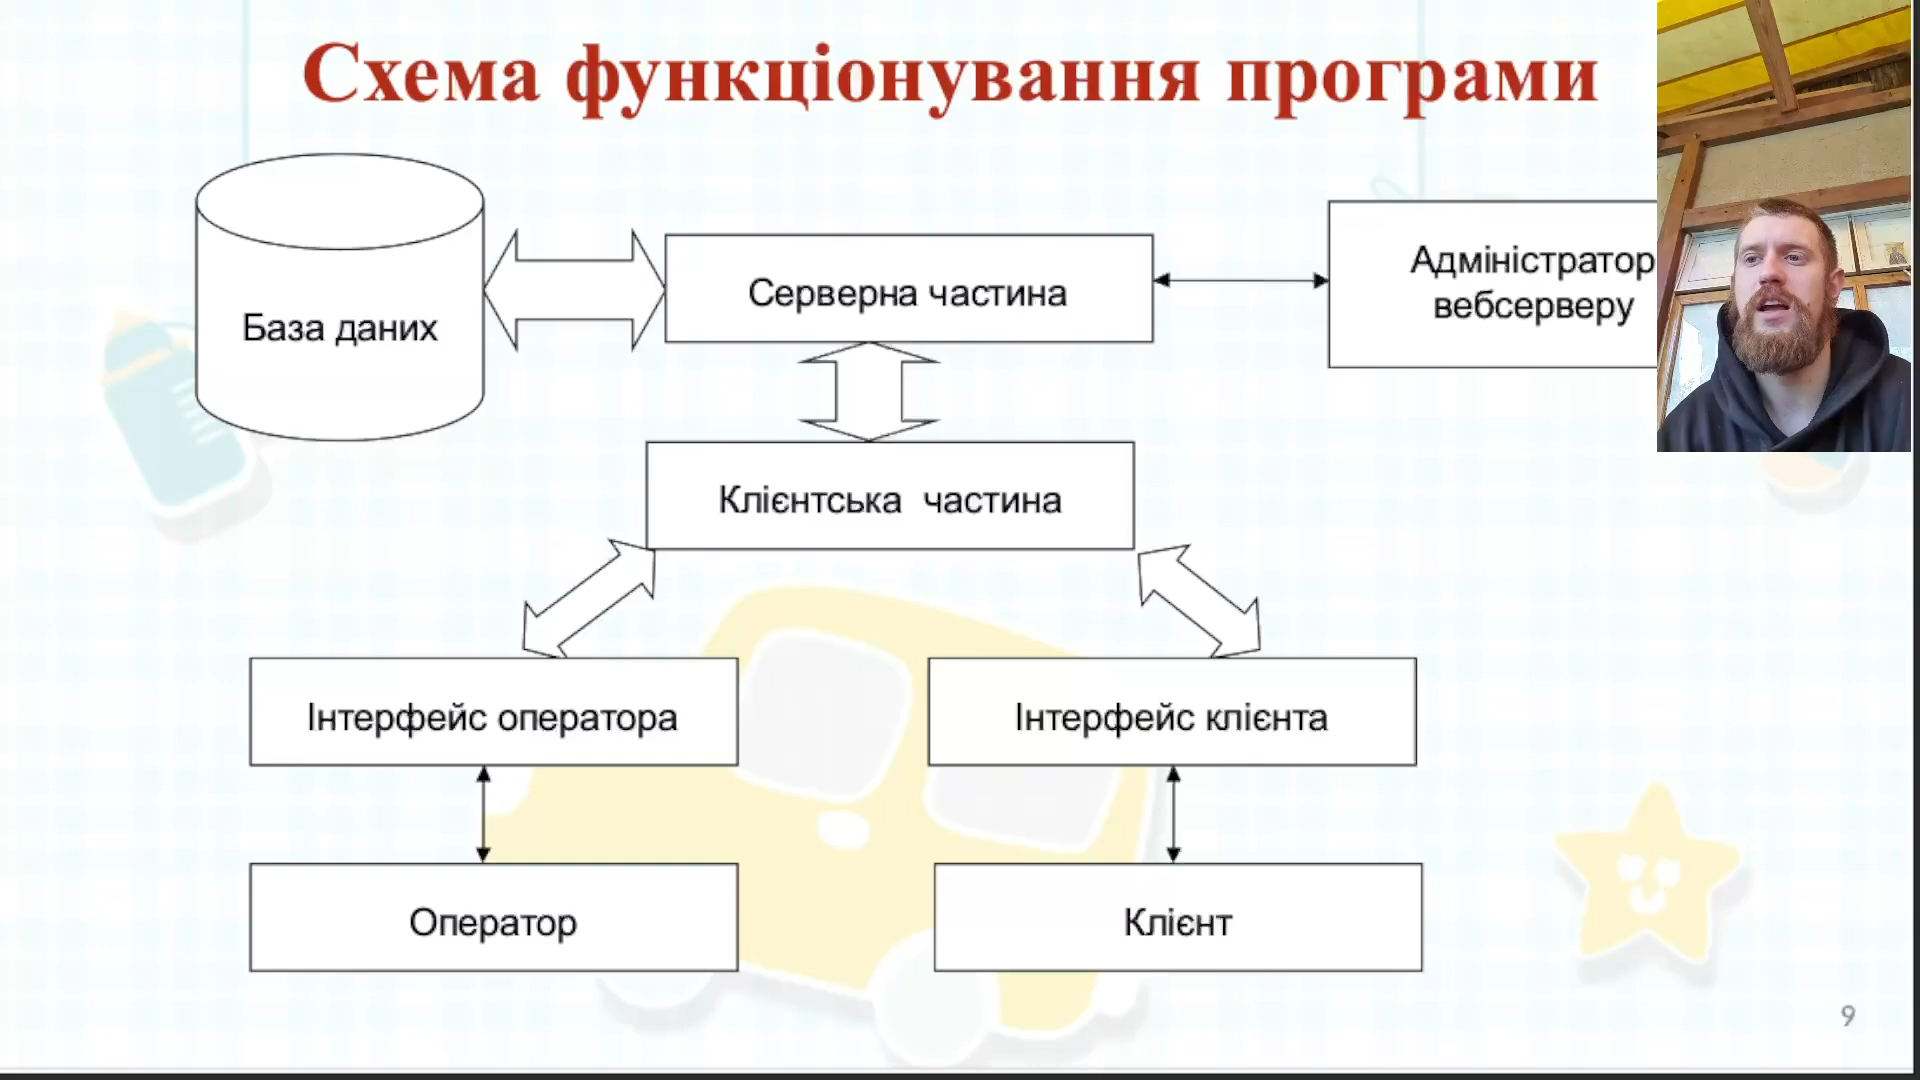 Схема функціонування програми
База даних
Серверна частина
Адміністратор
вебсерверу
Клієнтська частина
Інтерфейс оператора
Інтерфейс клієнта
Оператор
Клієнт
9